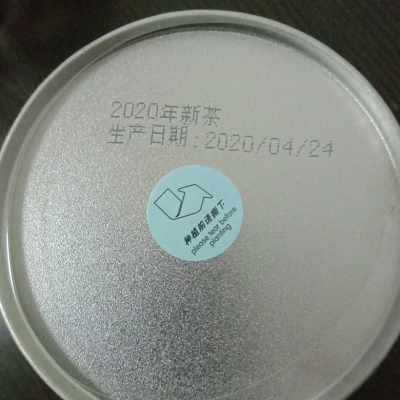 2020年新茶
生产日期:2020/04/24
种植前请撕下
please tear before
planting